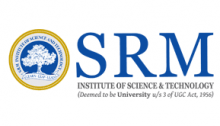 SRM
INSTITUTE OF SCIENCE & TECHNOLOGY
(Deemed to be University u/s 3 of UGC Act, 1956)